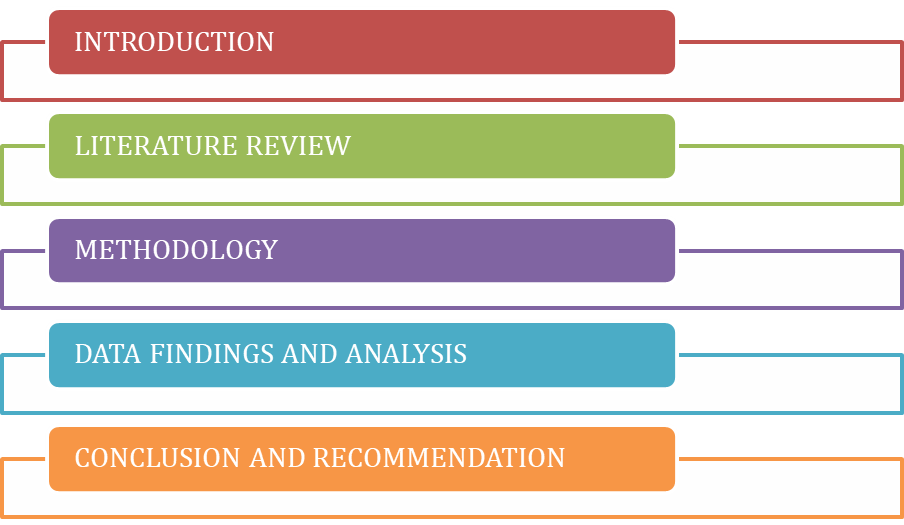 INTRODUCTION
LITERATURE REVIEW
METHODOLOGY
DATA FINDINGS AND ANALYSIS
CONCLUSION AND RECOMMENDATION